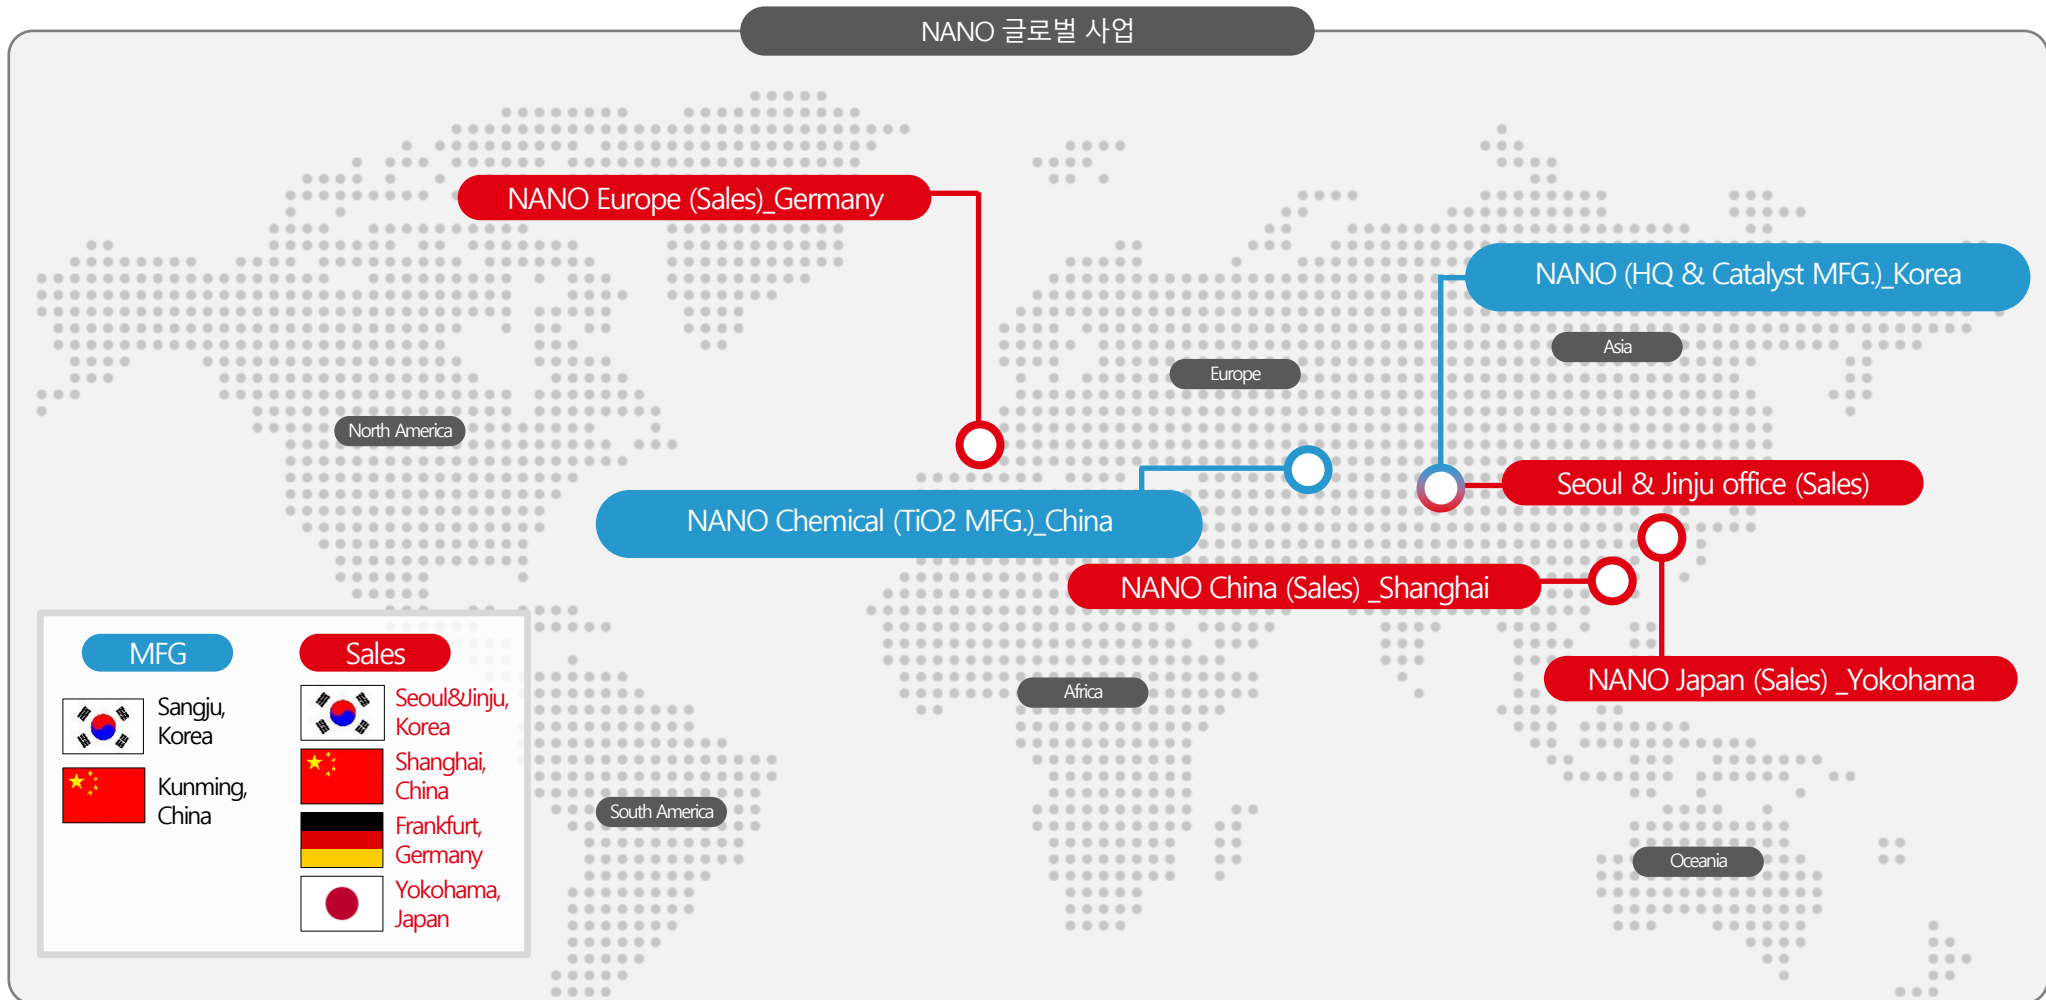 NANO 글로벌 사업
NANO Europe (Sales)_Germany
NANO (HQ & Catalyst MFG.)_Korea
Asia
Europe
North America
Seoul & Jinju office (Sales)
NANO Chemical (TiO2 MFG.)_China
NANO China (Sales) _Shanghai
NANO Japan (Sales) _Yokohama
Africa
South America
Oceania
MFG
Sangju,
Korea
Kunming,
China
Sales
Seoul&Jinju,
Korea
Shanghai,
China
Frankfurt,
Germany
Yokohama,
Japan